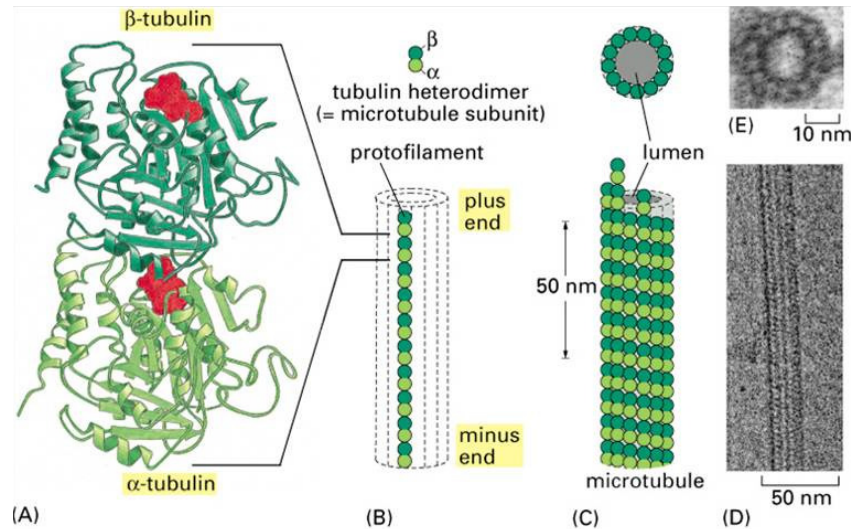 β-tubulin
(A)
α-tubulin
β
α
tubulin heterodimer
(= microtubule subunit)
protofilament
plus
end
minus
end
(B)
lumen
50 nm
microtubule
(C)
(E)
10 nm
50 nm
(D)